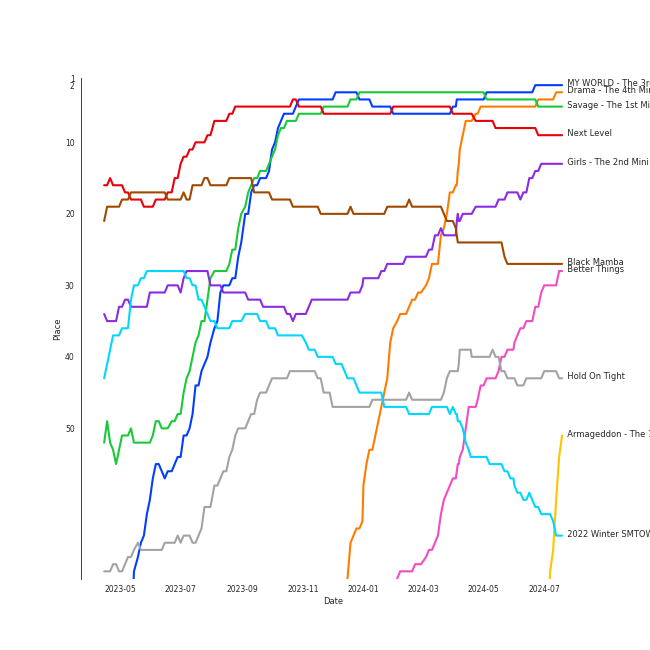 1
2
10
20
30
40
50
Place
MY WORLD - The 3r
Drama - The 4th Mi
Savage - The 1st Mi
Next Level
Girls - The 2nd Mini
Black Mamba
Better Things
Hold On Tight
Armageddon - The 1
2022 Winter SMTOW
2023-05 2023-07 2023-09 2023-11 2024-01 2024-03 2024-05 2024-07
Date